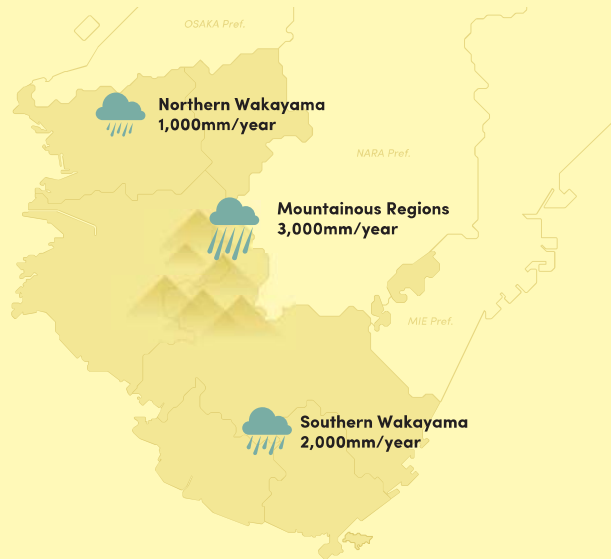 OSAKA Pref.
Northern Wakayama
1,000mm/year
NARA Pref.
Mountainous Regions
3,000mm/year
MIE Pref.
Southern Wakayama
2,000mm/year